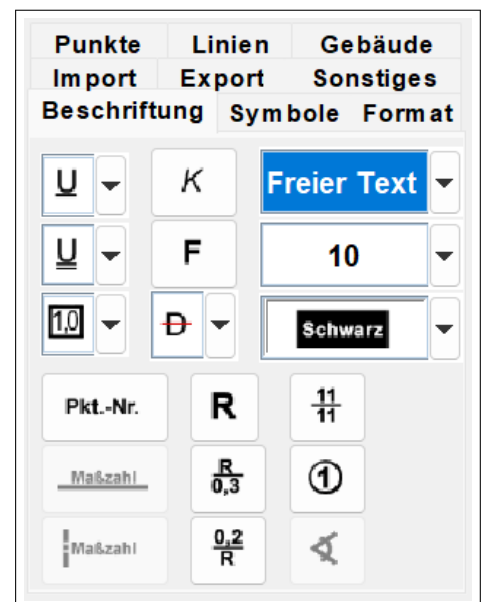 Punkte Linien Gebäude
Import Export Sonstiges
Beschriftung Symbole Format
U K Freier Text
U F 10
1,0 D Schwarz
Pkt.-Nr. R 11
11
Maßzahl R
0,3 1
Maßzahl 0,2
R